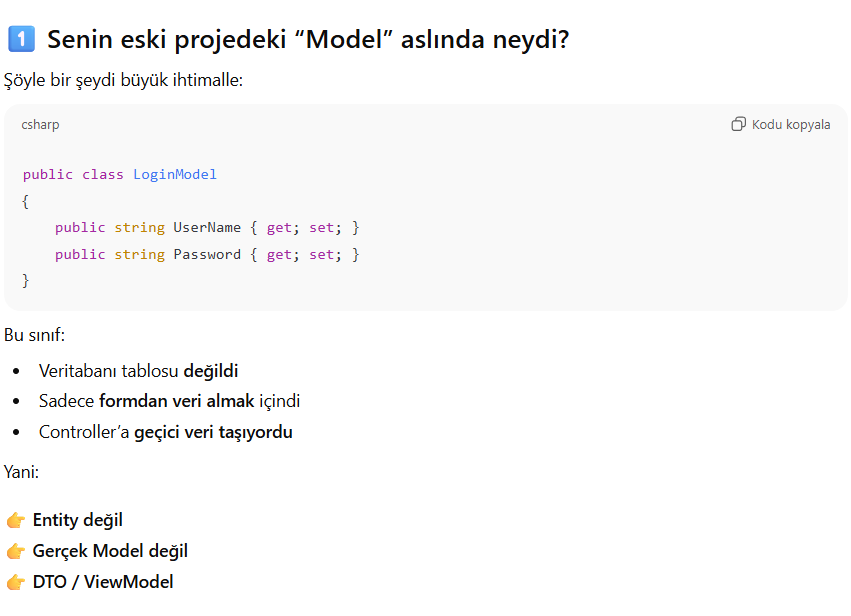 1 Senin eski projedeki “Model” aslında neydi?
Şöyle bir şeydi büyük ihtimalle:
csharp
Kodu kopyala
public class LoginModel
{
    public string UserName { get; set; }
    public string Password { get; set; }
}
Bu sınıf:
• Veritabanı tablosu değildi
• Sadece formdan veri almak içindi
• Controller’a geçici veri taşıyordu
Yani:
👉 Entity değil
👉 Gerçek Model değil
👉 DTO / ViewModel